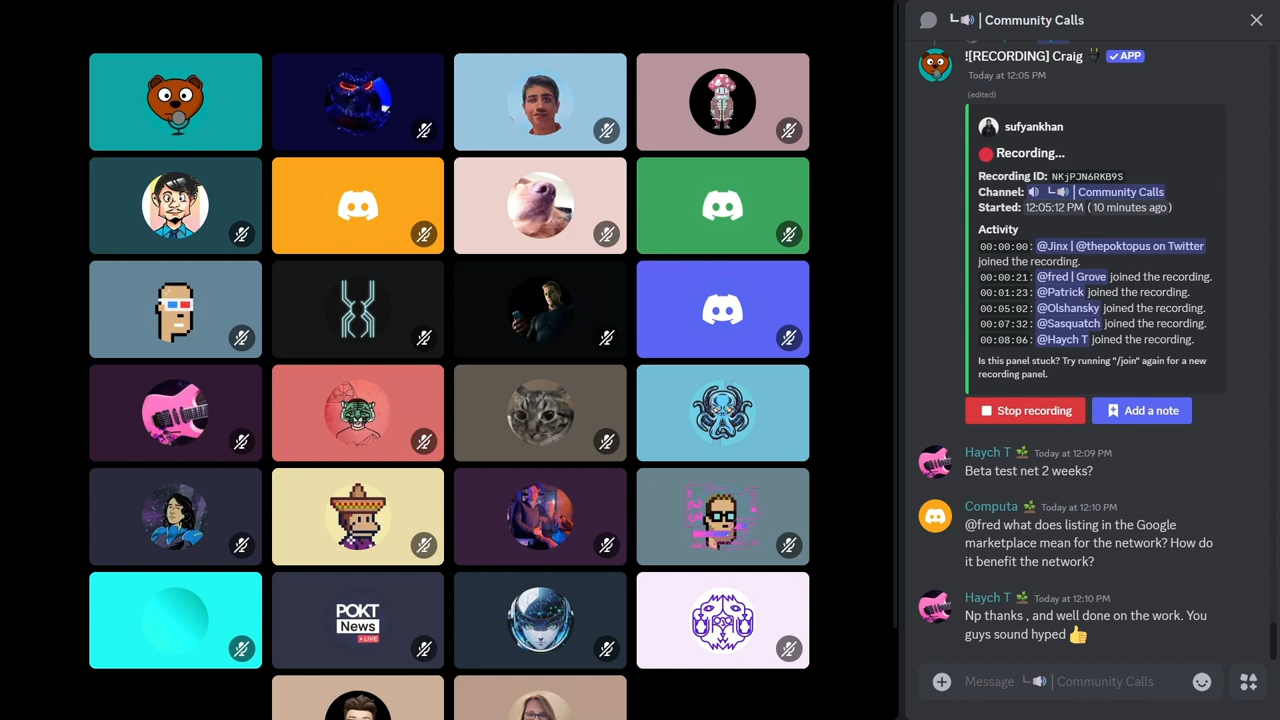 POKT
News
LIVE
Community Calls
![RECORDING] Craig
APP
Today at 12:05 PM
(edited)
sufyankhan
Recording...
Recording ID: NKjPJN6RKB9S
Channel: Community Calls
Started: 12:05:12 PM (10 minutes ago)
Activity
00:00:00: @Jinx | @thepoktopus on Twitter
joined the recording.
00:00:21: @fred | Grove joined the recording.
00:01:23: @Patrick joined the recording.
00:05:02: @Olshansky joined the recording.
00:07:32: @Sasquatch joined the recording.
00:08:06: @Haych T joined the recording.
Is this panel stuck? Try running "/join" again for a new
recording panel.
Stop recording
Add a note
Haych T Today at 12:09 PM
Beta test net 2 weeks?
Computa Today at 12:10 PM
@fred what does listing in the Google
marketplace mean for the network? How do
it benefit the network?
Haych T Today at 12:10 PM
Np thanks , and well done on the work. You
guys sound hyped 👍
Message Community Calls